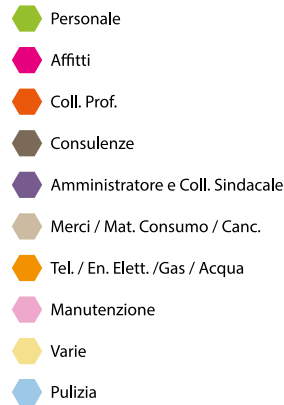 Personale
Affitti
Coll. Prof.
Consulenze
Amministratore e Coll. Sindacale
Merci / Mat. Consumo / Canc.
Tel. / En. Elett. /Gas / Acqua
Manutenzione
Varie
Pulizia